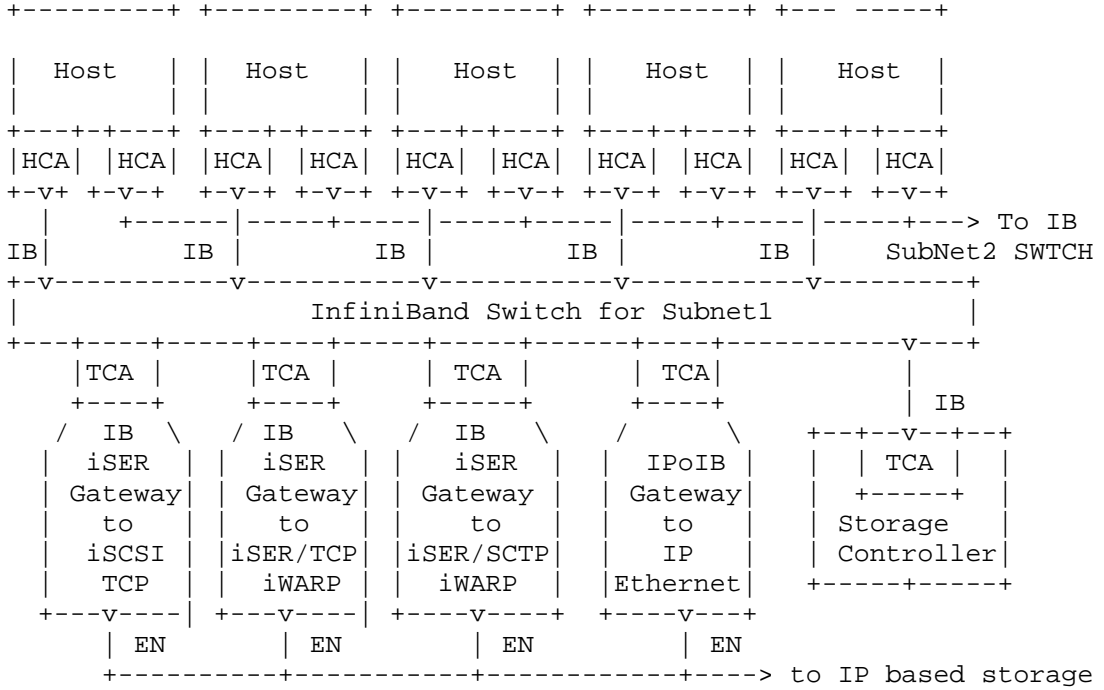 Host Host Host Host Host
HCA HCA HCA HCA HCA HCA HCA HCA HCA HCA
To IB
IB IB IB IB IB SubNet2 SWTCH
InfiniBand Switch for Subnet1
TCA TCA TCA TCA
IB
IB IB IB
iSER iSER iSER IPoIB TCA
Gateway Gateway Gateway Gateway
to to to to Storage
iSCSI iSER/TCP iSER/SCTP IP Controller
TCP iWARP iWARP Ethernet
EN EN EN EN
to IP based storage